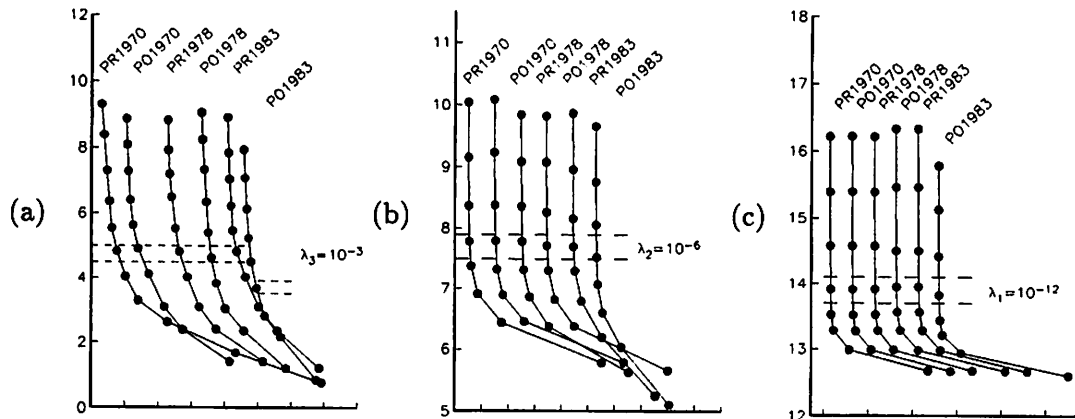 (a)
12
10
8
6
4
2
0
PR1970
PO1970
PR1978
PO1978
PR1983
PO1983
λ₃=10⁻³
(b)
11
10
9
8
7
6
5
PR1970
PO1970
PR1978
PO1978
PR1983
PO1983
λ₂=10⁻⁶
(c)
18
17
16
15
14
13
12
PR1970
PO1970
PR1978
PO1978
PR1983
PO1983
λ₁=10⁻¹²